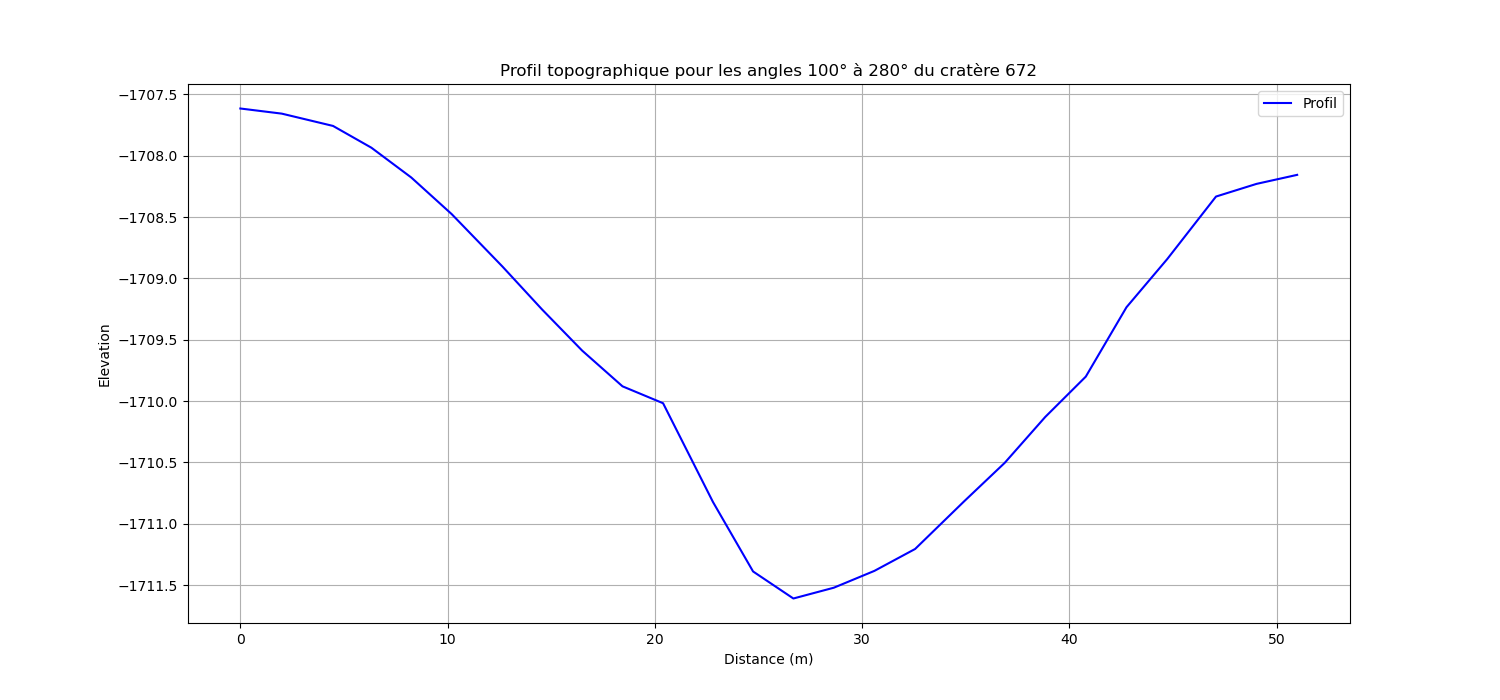 Profil topographique pour les angles 100° à 280° du cratère 672
Profil
−1707.5
−1708.0
−1708.5
−1709.0
−1709.5
−1710.0
−1710.5
−1711.0
−1711.5
Elevation
0 10 20 30 40 50
Distance (m)